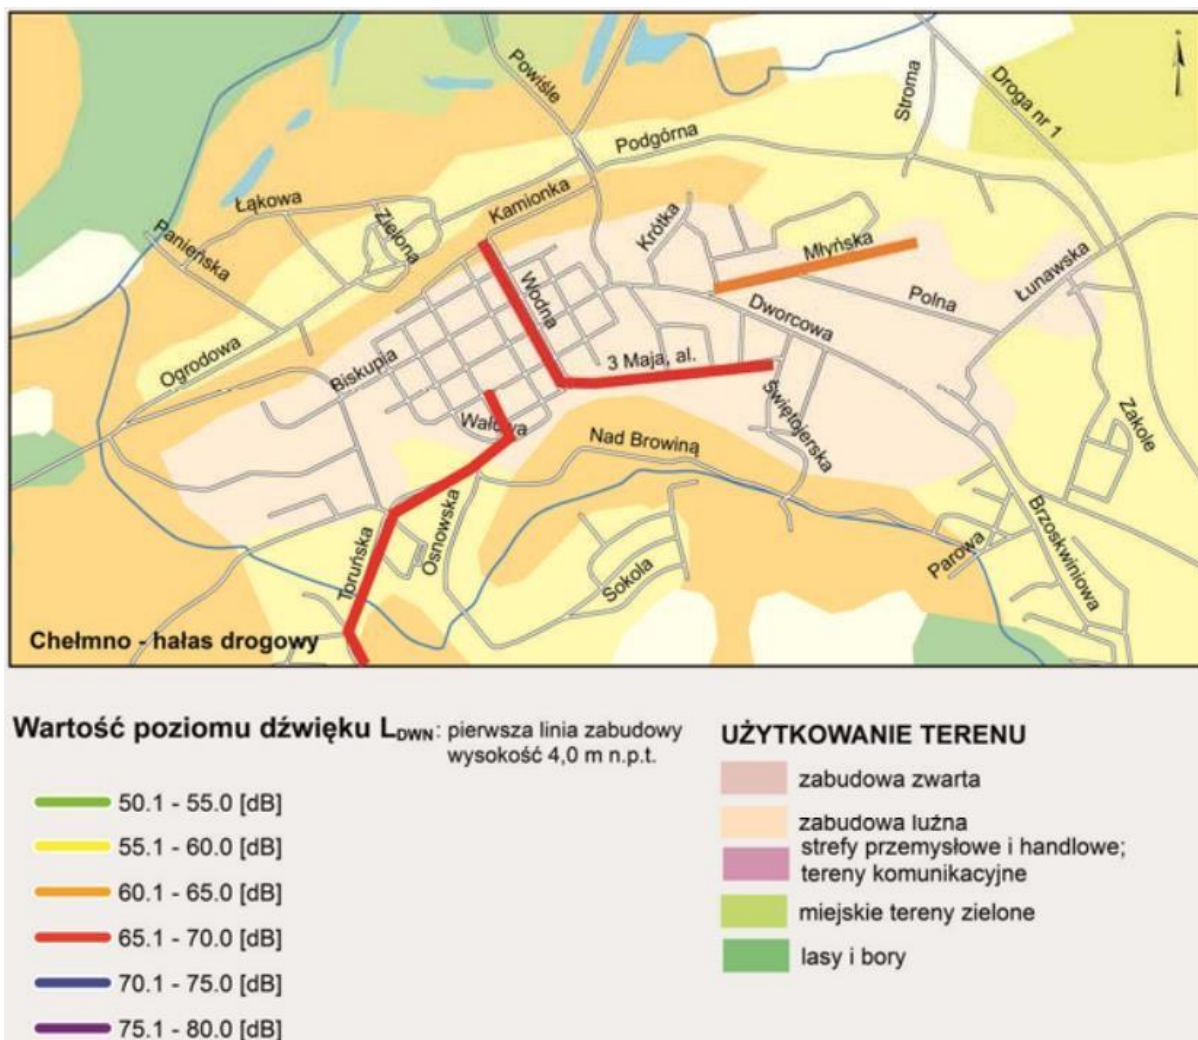 Powiśle
Stroma
Droga nr 1
Podgórna
Kamionka
Łąkowa
Zielona
Panieńska
Krótka
Młyńska
Łunawska
Wodna
Polna
Dworcowa
Ogrodowa
Biskupia
3 Maja, al.
Świętojerska
Wałowa
Nad Browiną
Zakole
Osnowska
Toruńska
Sokola
Parowa
Brzoskwiniowa
Chełmno - hałas drogowy
Wartość poziomu dźwięku LDWN: pierwsza linia zabudowy
wysokość 4,0 m n.p.t.
50.1 - 55.0 [dB]
55.1 - 60.0 [dB]
60.1 - 65.0 [dB]
65.1 - 70.0 [dB]
70.1 - 75.0 [dB]
75.1 - 80.0 [dB]
UŻYTKOWANIE TERENU
zabudowa zwarta
zabudowa luźna
strefy przemysłowe i handlowe;
tereny komunikacyjne
miejskie tereny zielone
lasy i bory